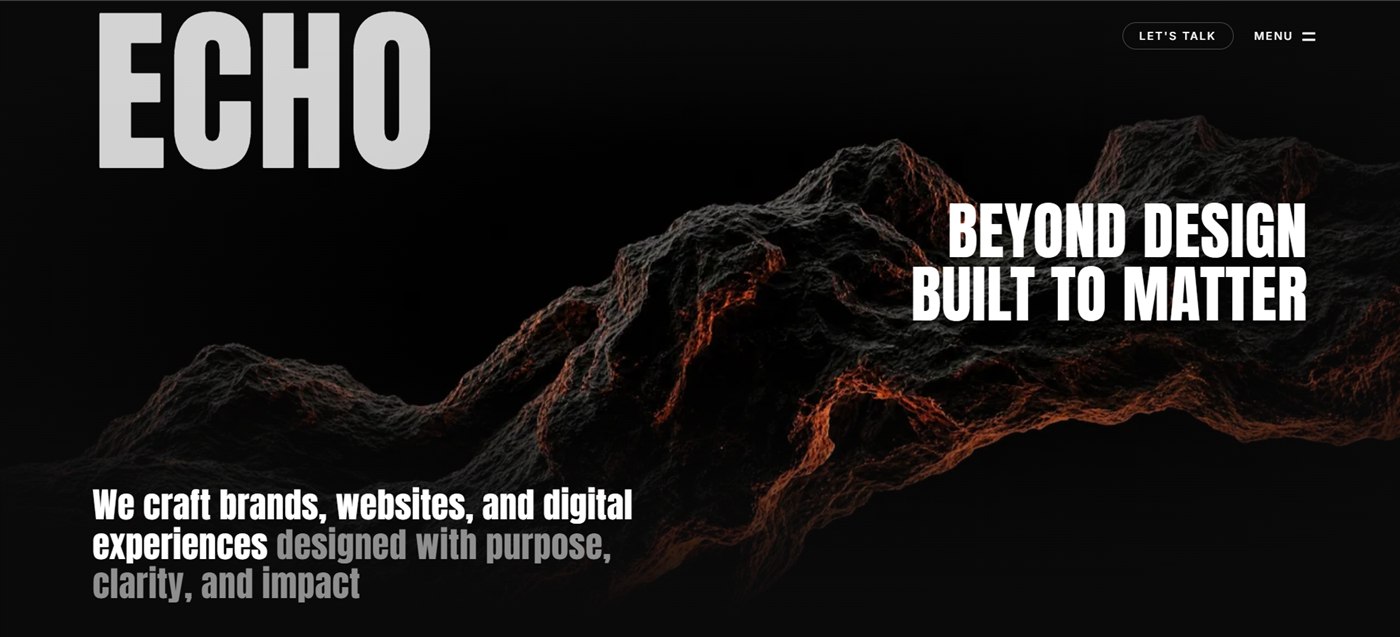 ECHO
LET'S TALK
MENU
BEYOND DESIGN
BUILT TO MATTER
We craft brands, websites, and digital
experiences designed with purpose,
clarity, and impact